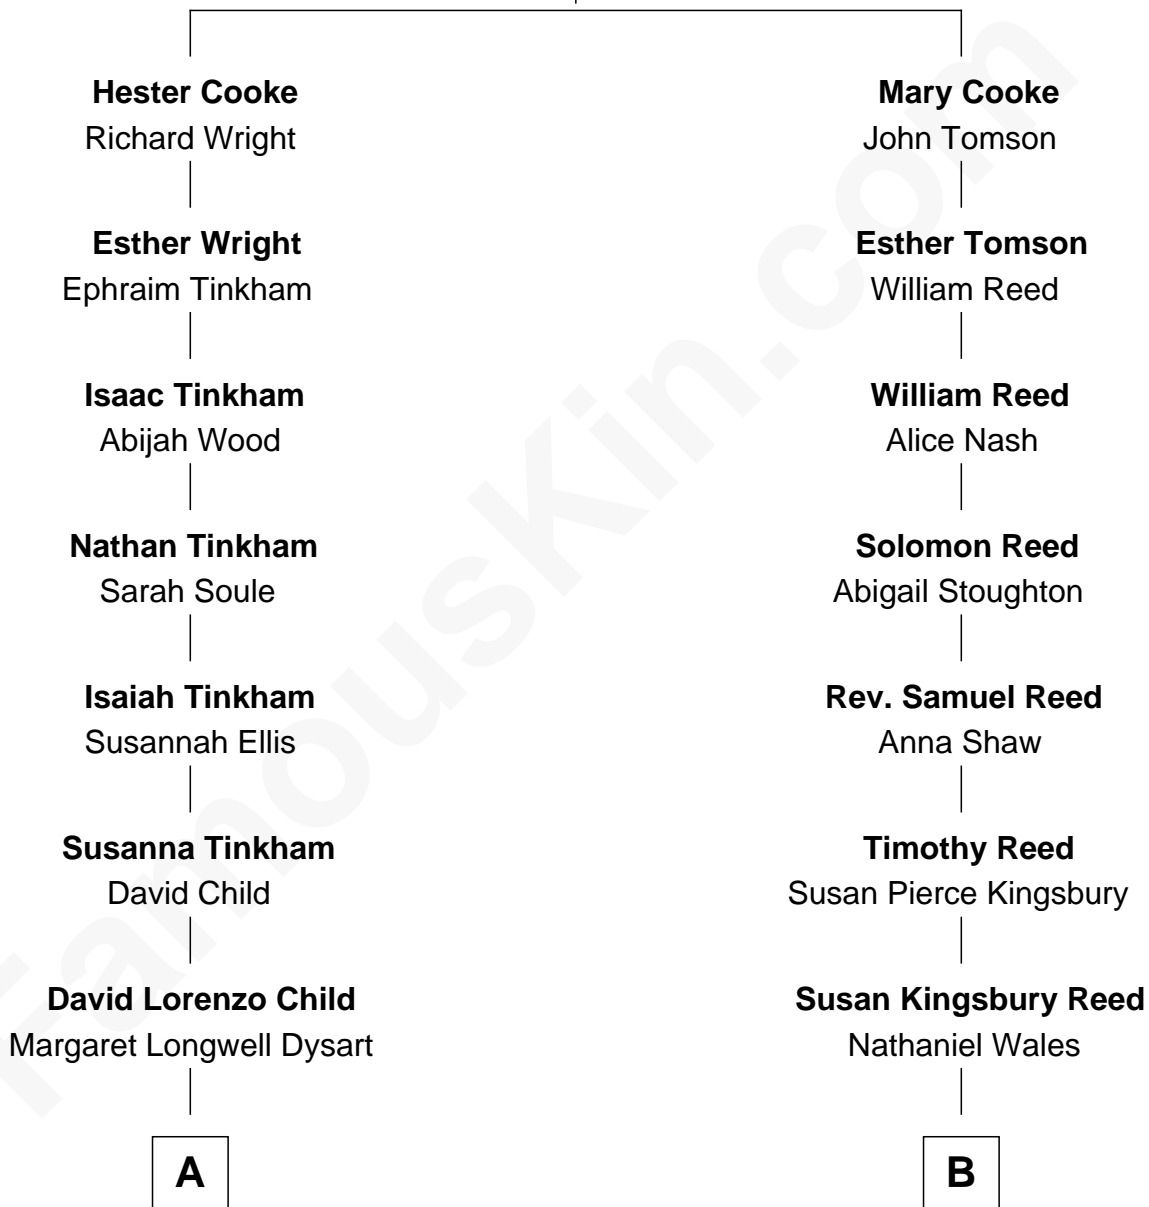 Hester Cooke
Richard Wright
Esther Wright
Ephraim Tinkham
Isaac Tinkham
Abijah Wood
Nathan Tinkham
Sarah Soule
Isaiah Tinkham
Susannah Ellis
Susanna Tinkham
David Child
David Lorenzo Child
Margaret Longwell Dysart
A
Mary Cooke
John Tomson
Esther Tomson
William Reed
William Reed
Alice Nash
Solomon Reed
Abigail Stoughton
Rev. Samuel Reed
Anna Shaw
Timothy Reed
Susan Pierce Kingsbury
Susan Kingsbury Reed
Nathaniel Wales
B
FamousKin.com